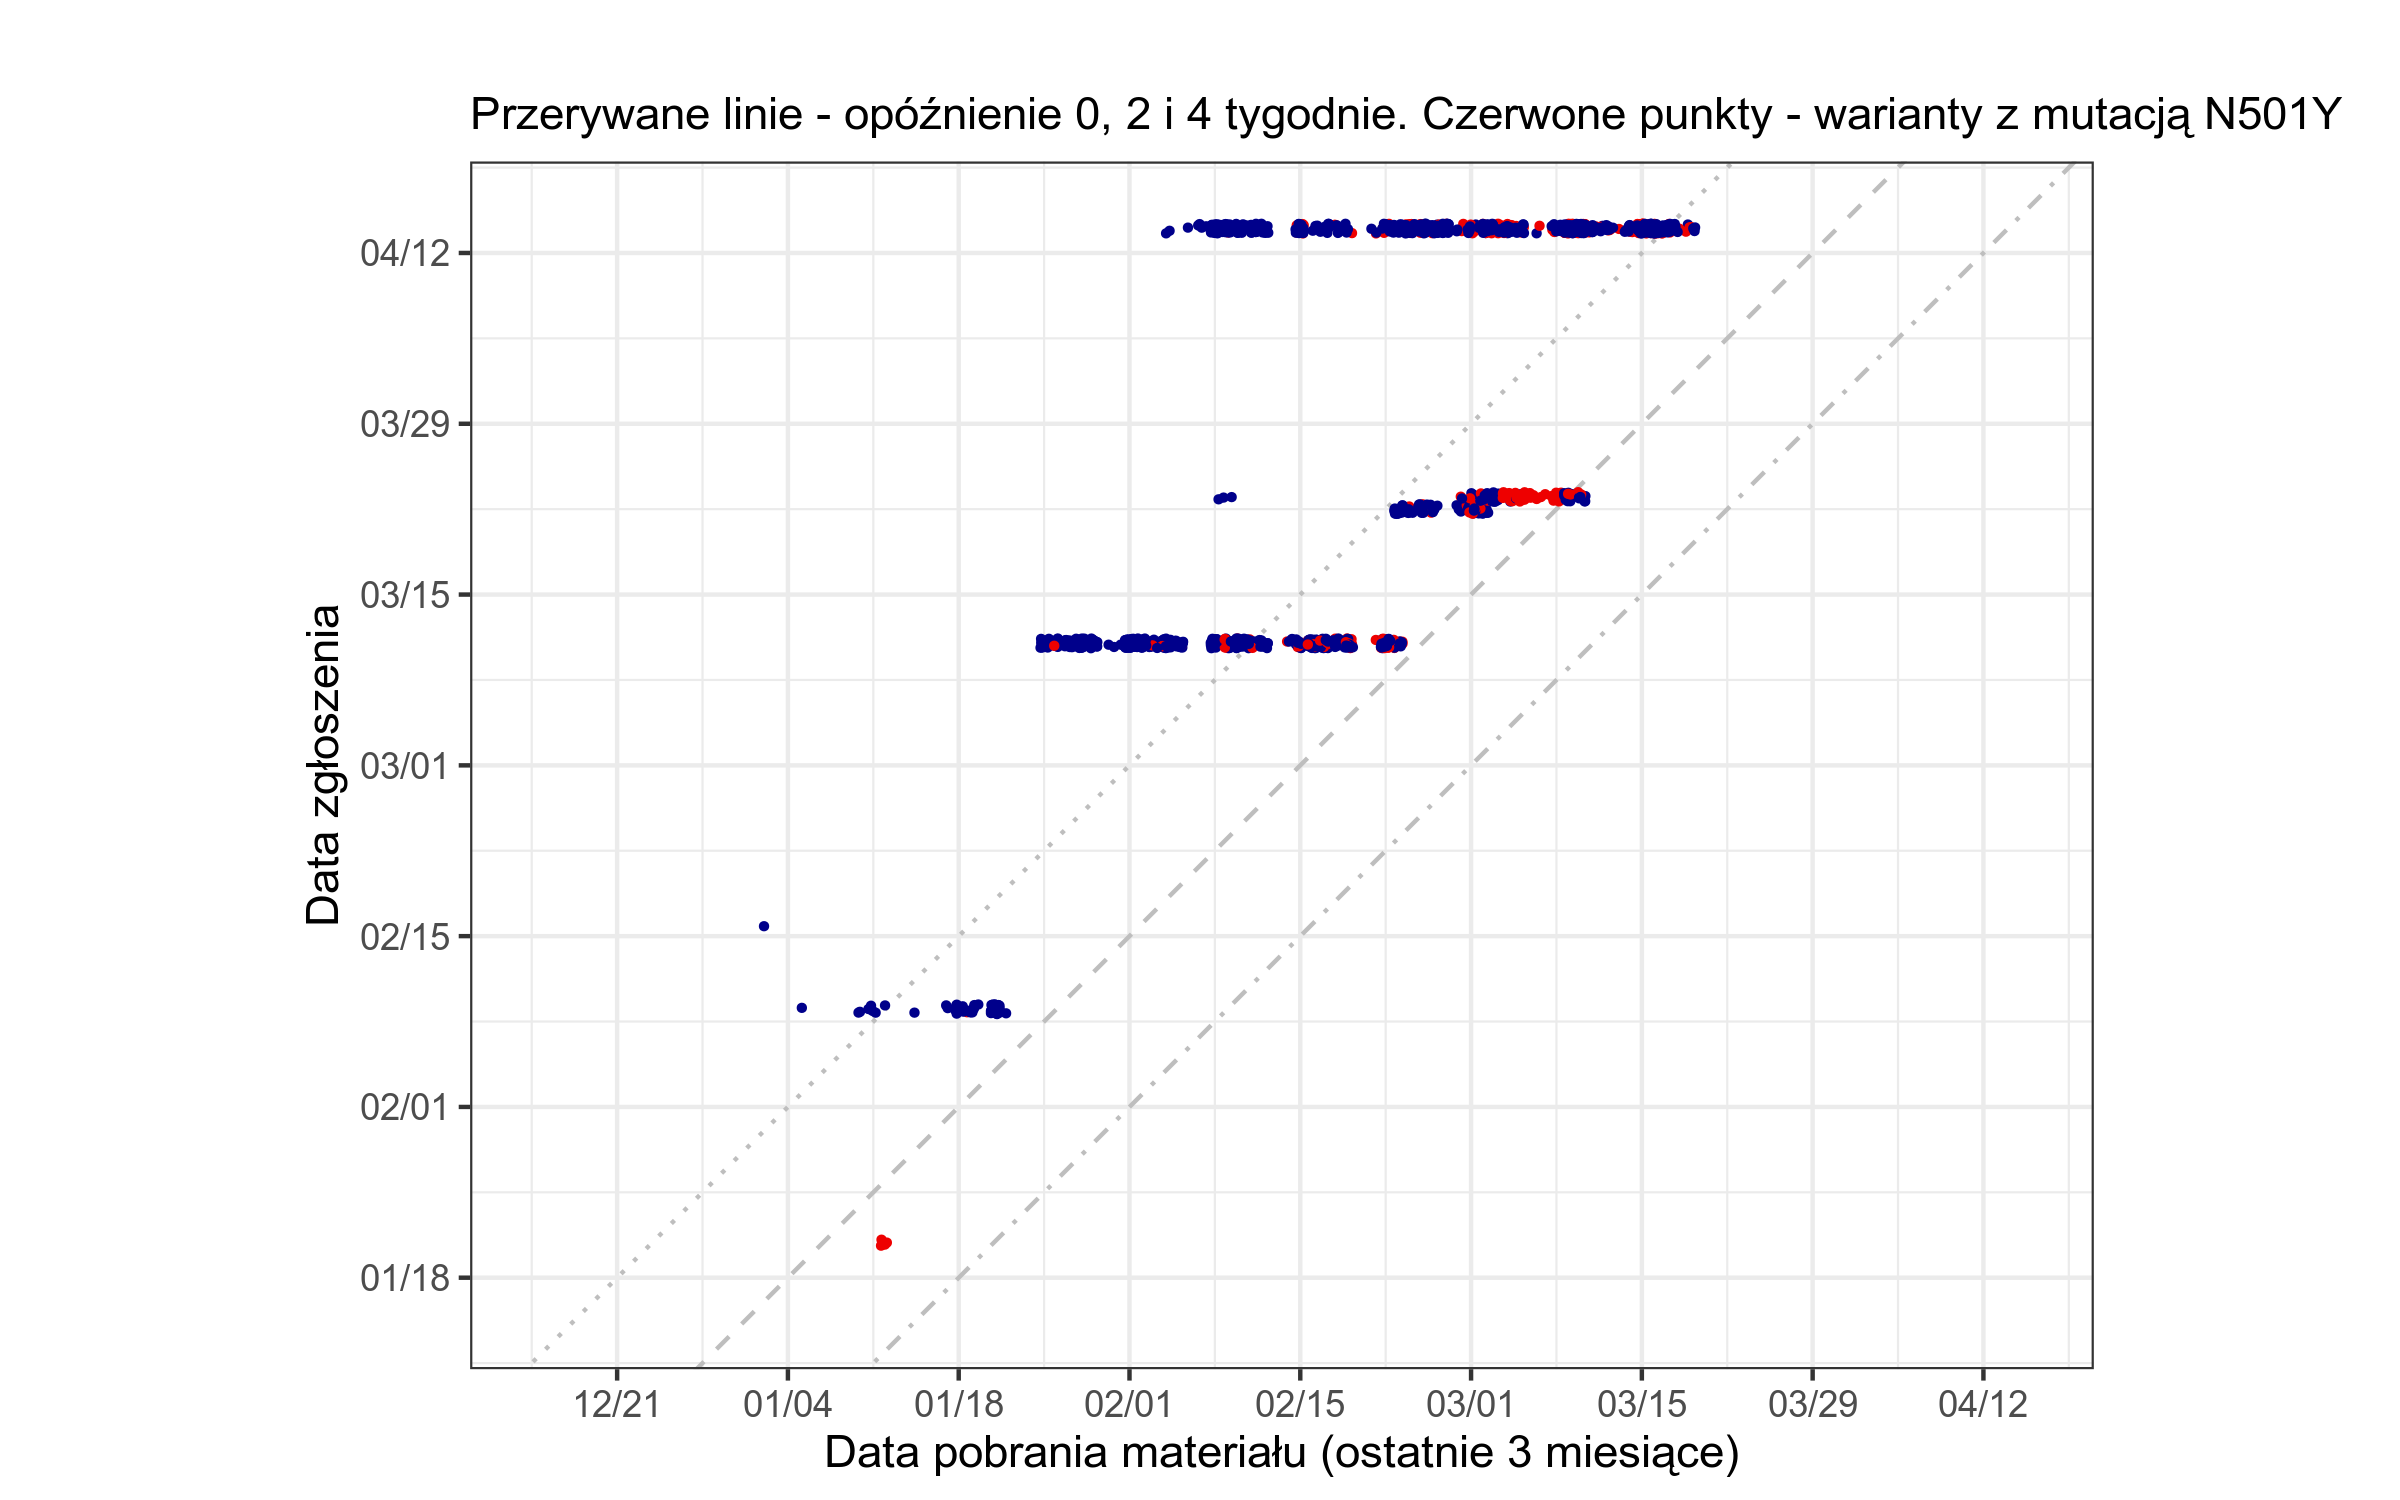 Przerywane linie - opóźnienie 0, 2 i 4 tygodnie. Czerwone punkty - warianty z mutacją N501Y
Data zgłoszenia
04/12
03/29
03/15
03/01
02/15
02/01
01/18
12/21 01/04 01/18 02/01 02/15 03/01 03/15 03/29 04/12
Data pobrania materiału (ostatnie 3 miesiące)